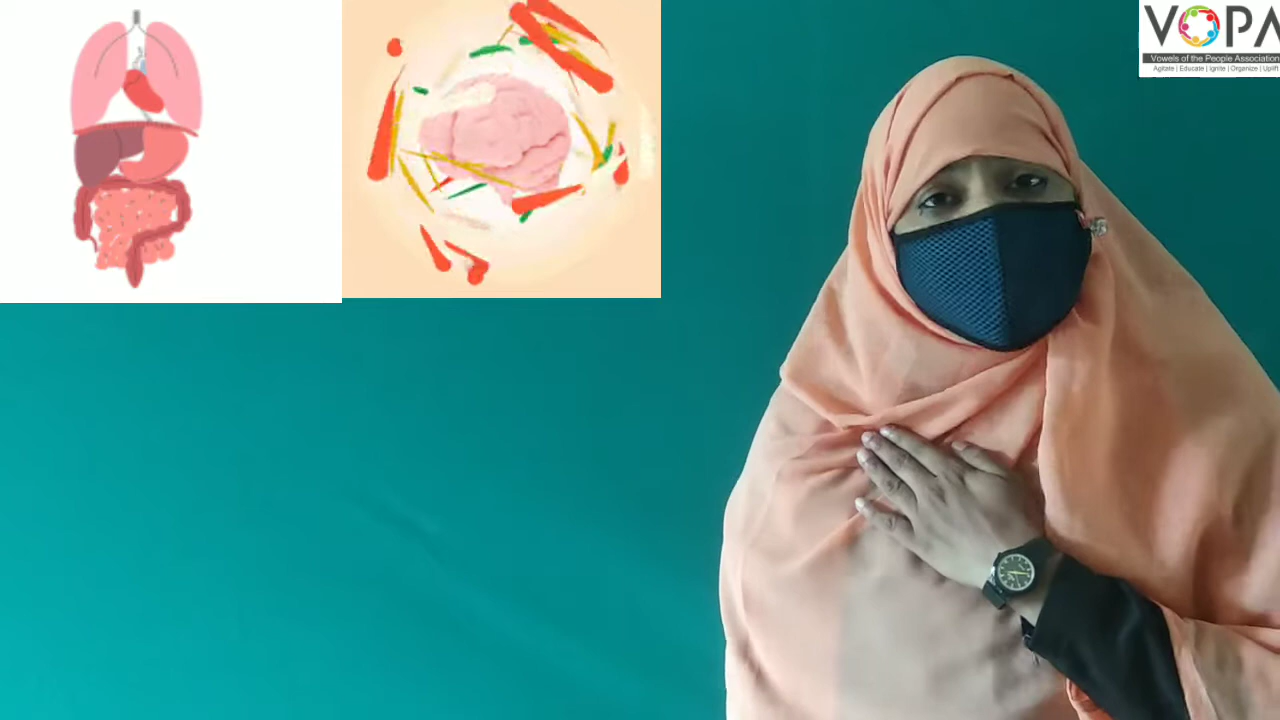 VOPA
Vowels of the People Association
Agitate | Educate | Ignite | Organize | Uplift